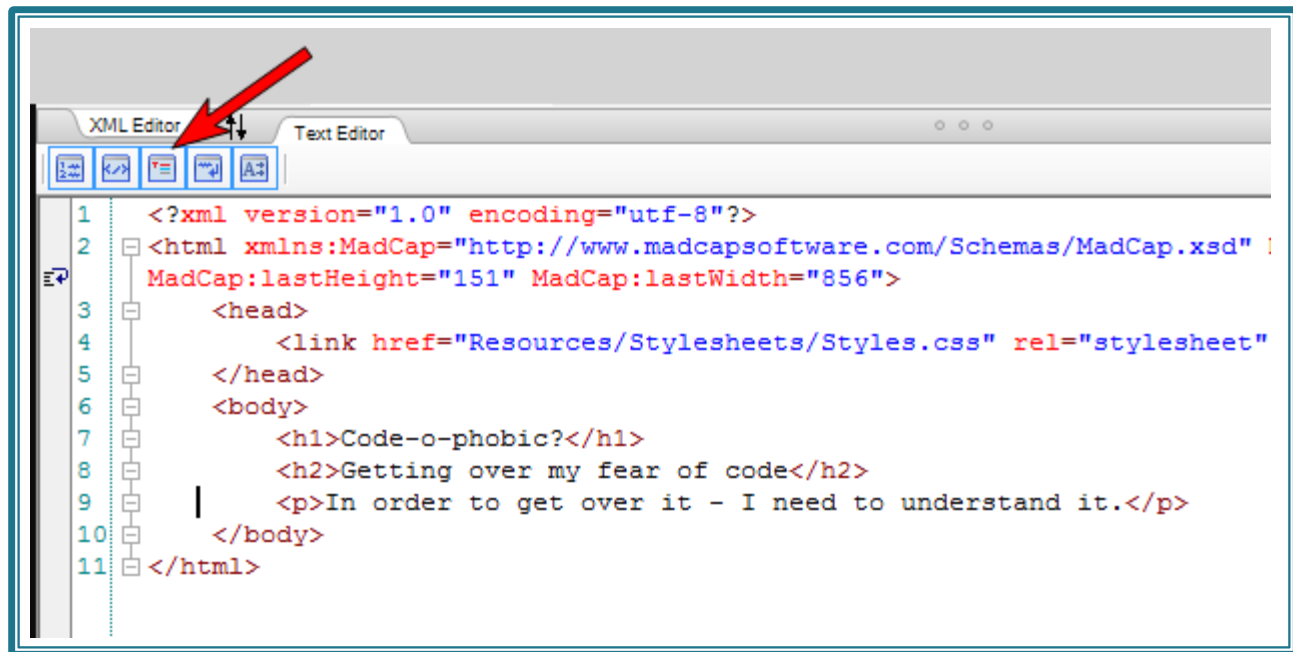 XML Editor Text Editor
1 <?xml version="1.0" encoding="utf-8"?>
2 <html xmlns:MadCap="http://www.madcapsoftware.com/Schemas/MadCap.xsd"
MadCap:lastHeight="151" MadCap:lastWidth="856">
3 <head>
4 <link href="Resources/Stylesheets/Styles.css" rel="stylesheet"
5 </head>
6 <body>
7 <h1>Code-o-phobic?</h1>
8 <h2>Getting over my fear of code</h2>
9 <p>In order to get over it - I need to understand it.</p>
10 </body>
11 </html>